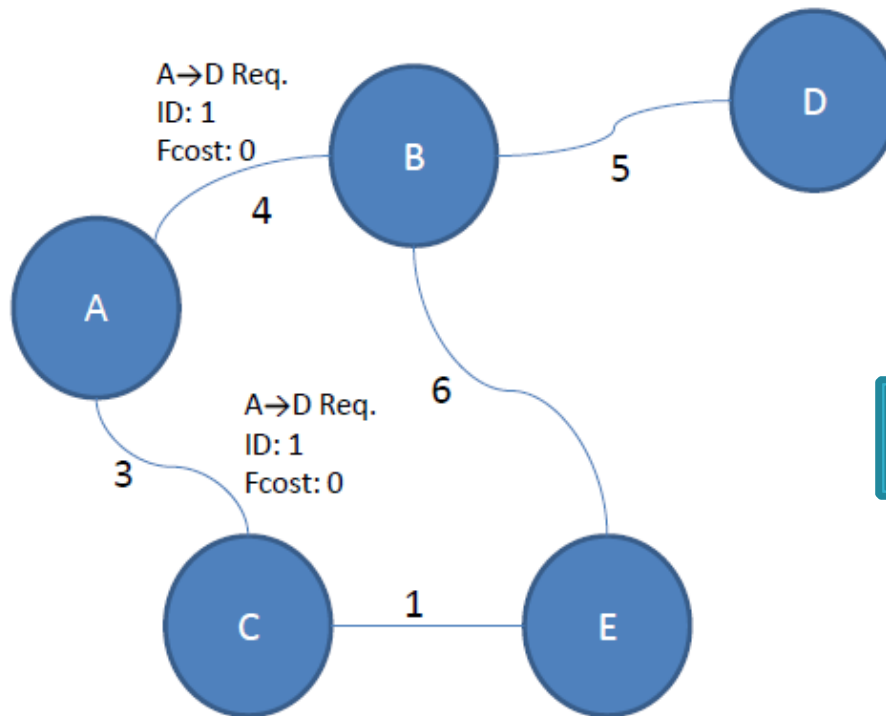 A→D Req.
ID: 1
Fcost: 0
B
D
5
4
A
6
A→D Req.
ID: 1
Fcost: 0
3
1
C
E